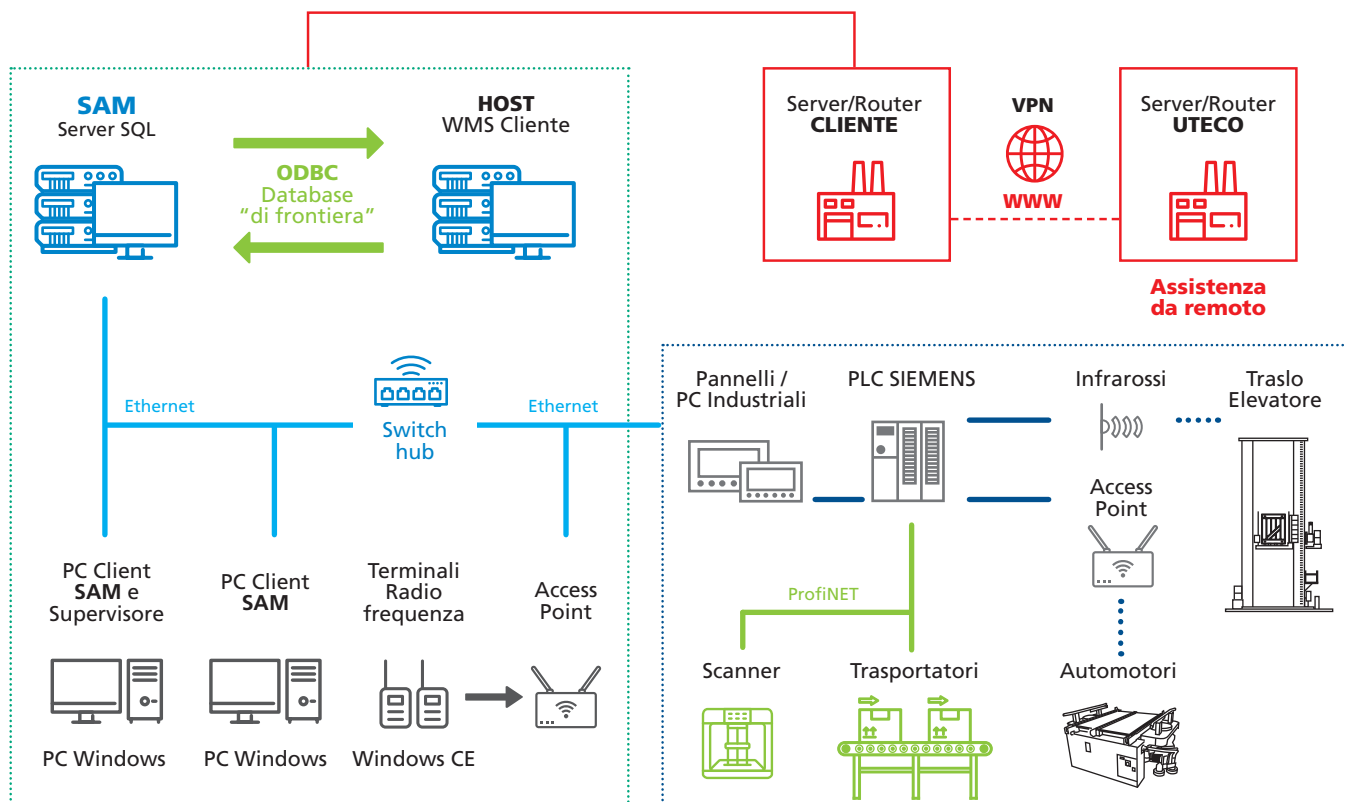 SAM
Server SQL
HOST
WMS Cliente
ODBC
Database
“di frontiera”
Server/Router
CLIENTE
VPN
WWW
Server/Router
UTECO
Assistenza
da remoto
Ethernet
Switch
hub
Ethernet
PC Client
SAM e
Supervisore
PC Client
SAM
Terminali
Radio
frequenza
Access
Point
PC Windows
PC Windows
Windows CE
Pannelli /
PC Industriali
PLC SIEMENS
Infrarossi
Traslo
Elevatore
Access
Point
ProfiNET
Scanner
Trasportatori
Automotori